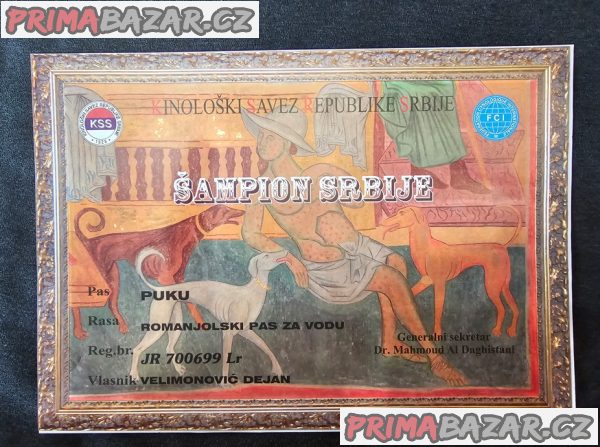 PRIMABAZAR.CZ
KINOLOŠKI SAVEZ REPUBLIKE SRBIJE
KSS
FCI
ŠAMPION SRBIJE
Pas PUKU
Rasa ROMANJOLSKI PAS ZA VODU
Reg.br. JR 700699 Lr
Vlasnik VELIMONOVIĆ DEJAN
Generalni sekretar
Dr. Mahmoud Al Daghistani
PRIMABAZAR.CZ